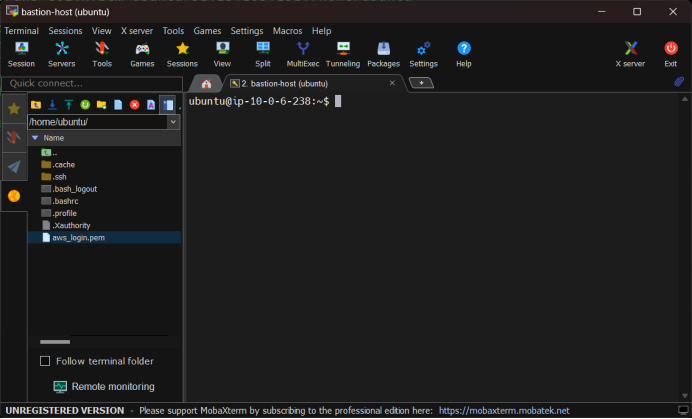 bastion-host (ubuntu)
Terminal Sessions View X server Tools Games Settings Macros Help
Session Servers Tools Games Sessions View Split MultiExec Tunneling Packages Settings Help X server Exit
Quick connect...
2. bastion-host (ubuntu)
/home/ubuntu/
Name
..
.cache
.ssh
.bash_logout
.bashrc
.profile
.Xauthority
aws_login.pem
ubuntu@ip-10-0-6-238:~$
Follow terminal folder
Remote monitoring
UNREGISTERED VERSION - Please support MobaXterm by subscribing to the professional edition here: https://mobaxterm.mobatek.net